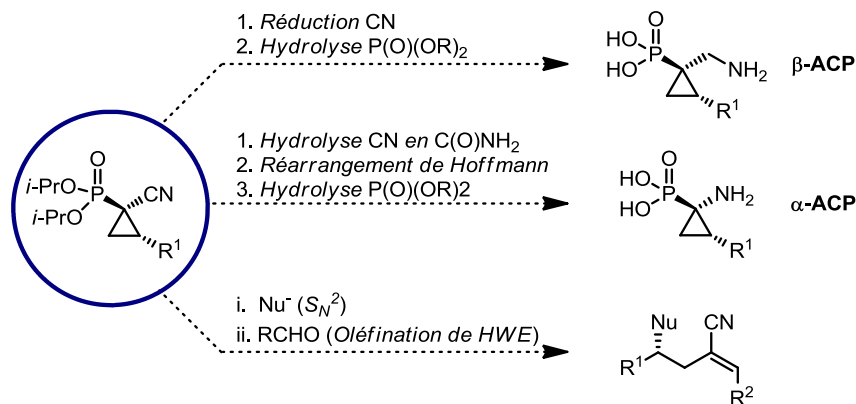 1. Réduction CN
2. Hydrolyse P(O)(OR)2
O
HO
P
HO
NH2
R1
β-ACP
1. Hydrolyse CN en C(O)NH2
2. Réarrangement de Hoffmann
3. Hydrolyse P(O)(OR)2
O
i-PrO
P
CN
i-PrO
R1
O
HO
P
NH2
HO
R1
α-ACP
i. Nu- (SN2)
ii. RCHO (Oléfination de HWE)
Nu
CN
R1
R2